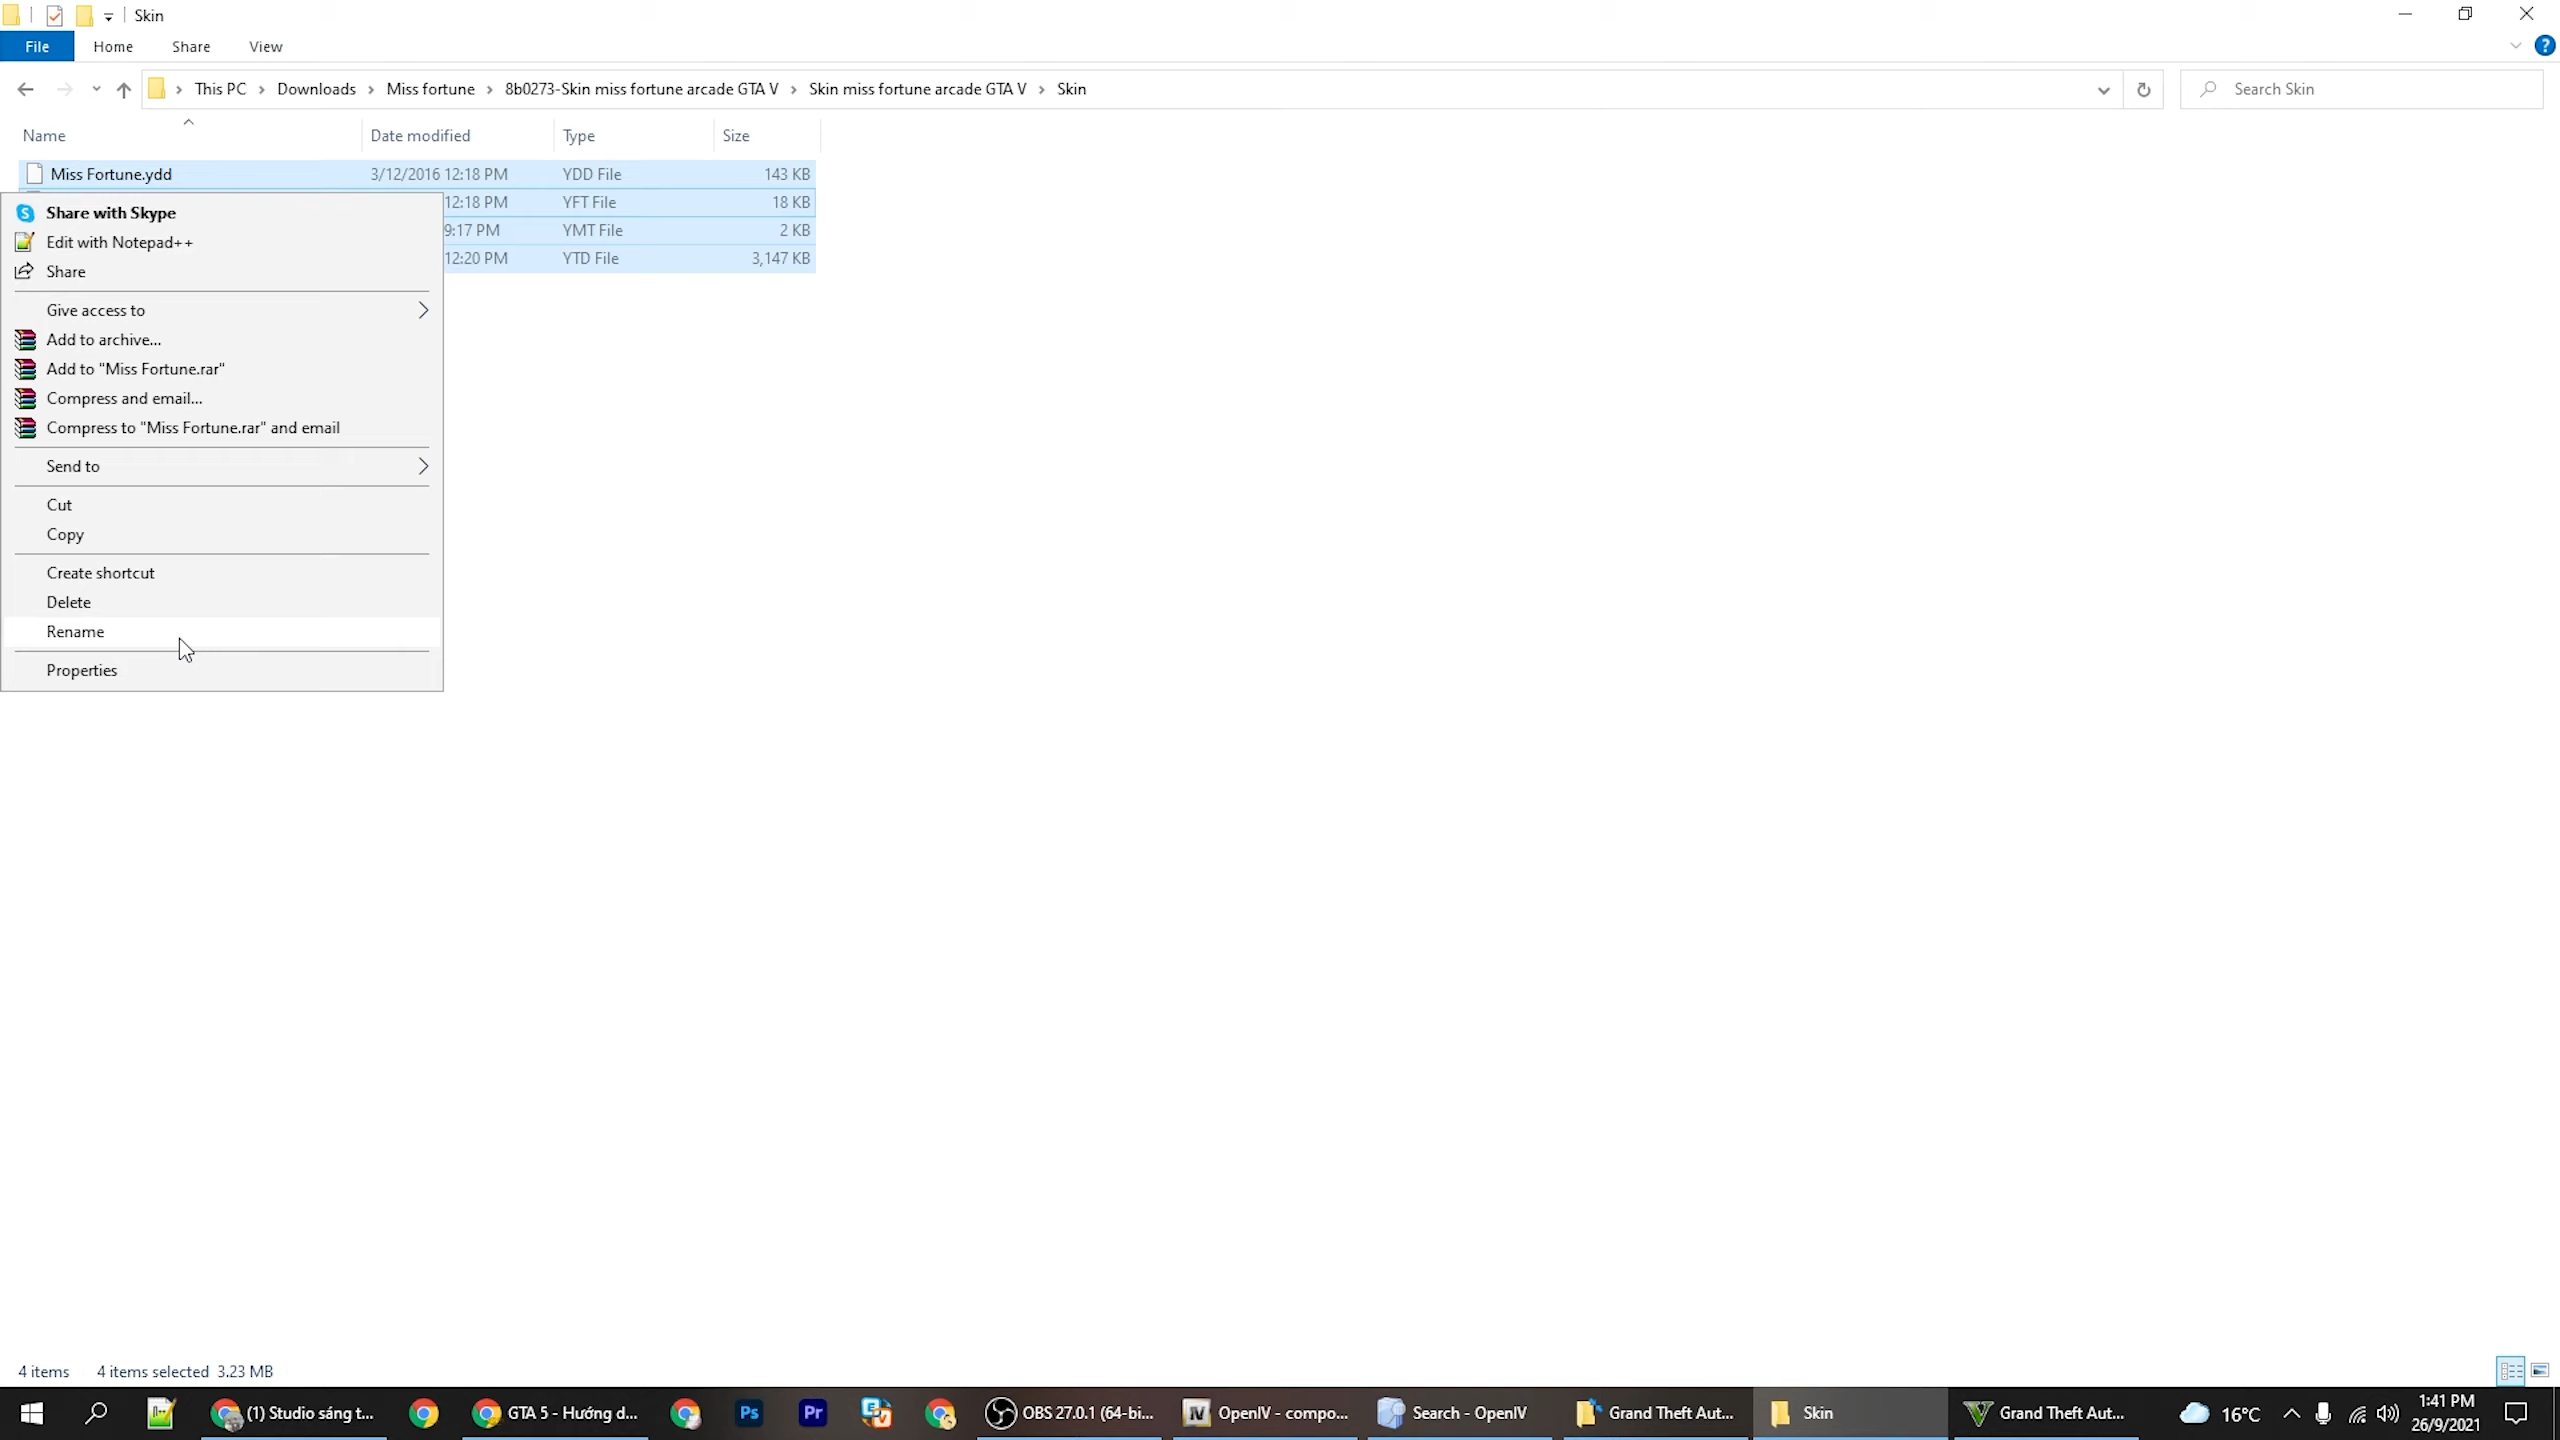 Skin
File Home Share View
This PC Downloads Miss fortune 8b0273-Skin miss fortune arcade GTA V Skin miss fortune arcade GTA V Skin
Search Skin
Name Date modified Type Size
Miss Fortune.ydd 3/12/2016 12:18 PM YDD File 143 KB
12:18 PM YFT File 18 KB
9:17 PM YMT File 2 KB
12:20 PM YTD File 3,147 KB
Share with Skype
Edit with Notepad++
Share
Give access to
Add to archive...
Add to "Miss Fortune.rar"
Compress and email...
Compress to "Miss Fortune.rar" and email
Send to
Cut
Copy
Create shortcut
Delete
Rename
Properties
4 items 4 items selected 3.23 MB
(1) Studio sáng t... GTA 5 - Hướng d... Ps Pr OBS 27.0.1 (64-bi... IV OpenIV - compo... Search - OpenIV Grand Theft Aut... Skin Grand Theft Aut... 16°C 1:41 PM
26/9/2021